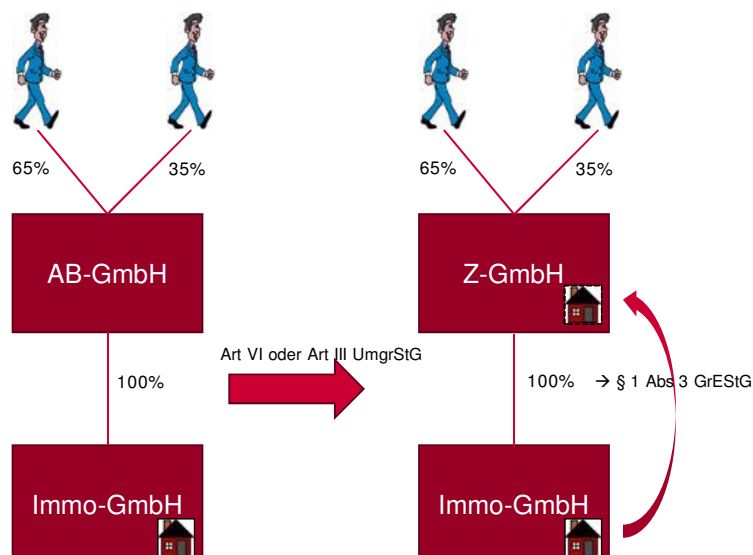 65%
35%
65%
35%
AB-GmbH
Z-GmbH
Art VI oder Art III UmgrStG
100%
100% → § 1 Abs 3 GrEStG
Immo-GmbH
Immo-GmbH